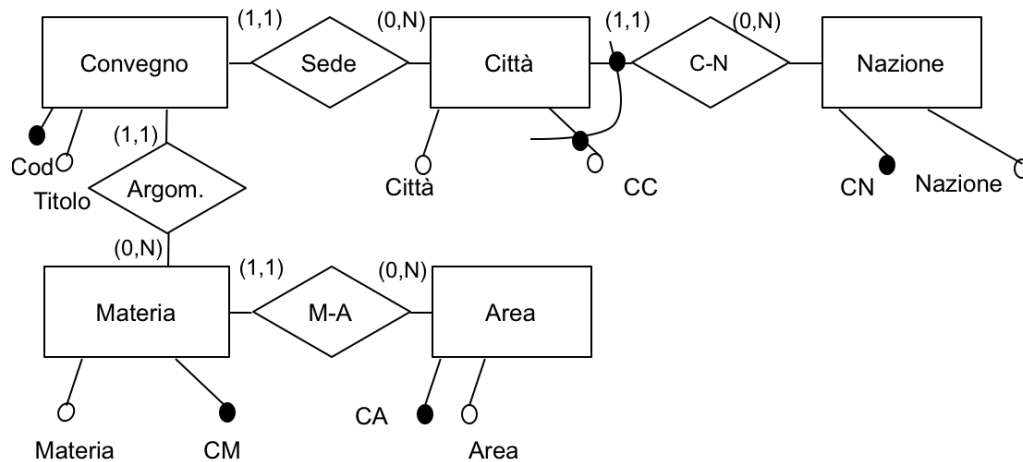 (1,1)
(0,N)
(1,1)
(0,N)
Convegno
Sede
Città
C-N
Nazione
(1,1)
Cod
Titolo
Argom.
Città
CC
CN
Nazione
(0,N)
(1,1)
(0,N)
Materia
M-A
Area
CA
Materia
CM
Area